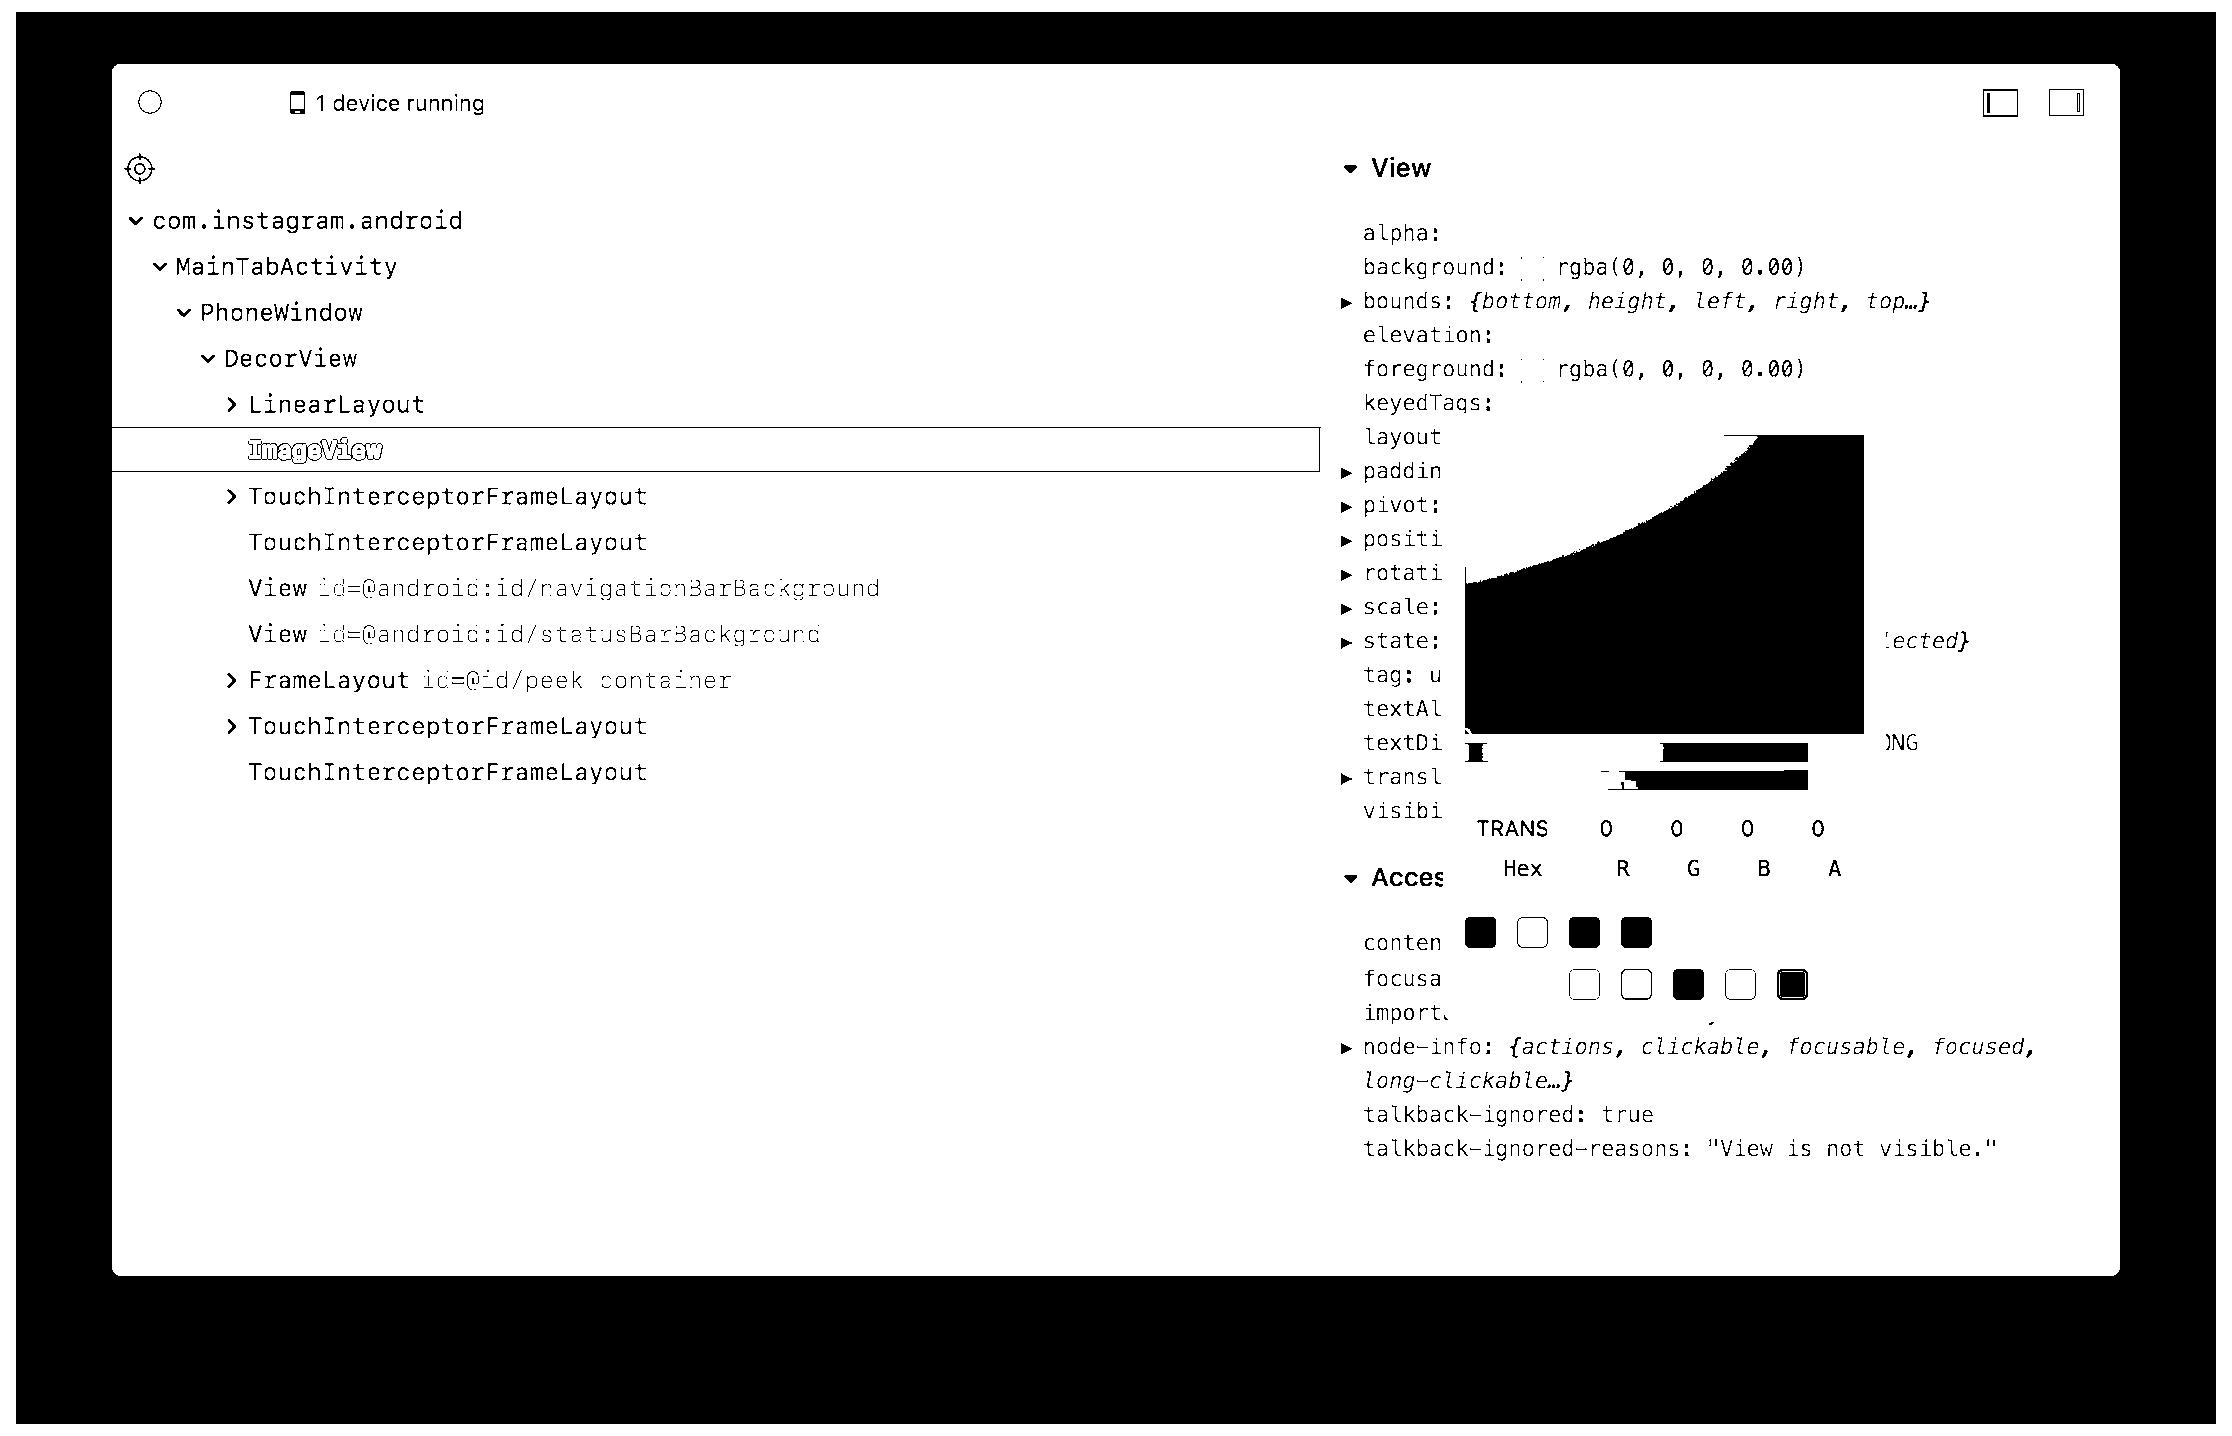 1 device running
com.instagram.android
MainTabActivity
PhoneWindow
DecorView
LinearLayout
ImageView
TouchInterceptorFrameLayout
TouchInterceptorFrameLayout
View id=@android:id/navigationBarBackground
View id=@android:id/statusBarBackground
FrameLayout id=@id/peek container
TouchInterceptorFrameLayout
TouchInterceptorFrameLayout
View
alpha:
background: rgba(0, 0, 0, 0.00)
bounds: {bottom, height, left, right, top…}
elevation:
foreground: rgba(0, 0, 0, 0.00)
keyedTags:
layout
paddin
pivot:
positi
rotati
scale:
state: lected}
tag: u
textAl
textDi ONG
transl
visibi
TRANS 0 0 0 0
Hex R G B A
Acces
conten
focusa
import
node-info: {actions, clickable, focusable, focused,
long-clickable…}
talkback-ignored: true
talkback-ignored-reasons: "View is not visible."